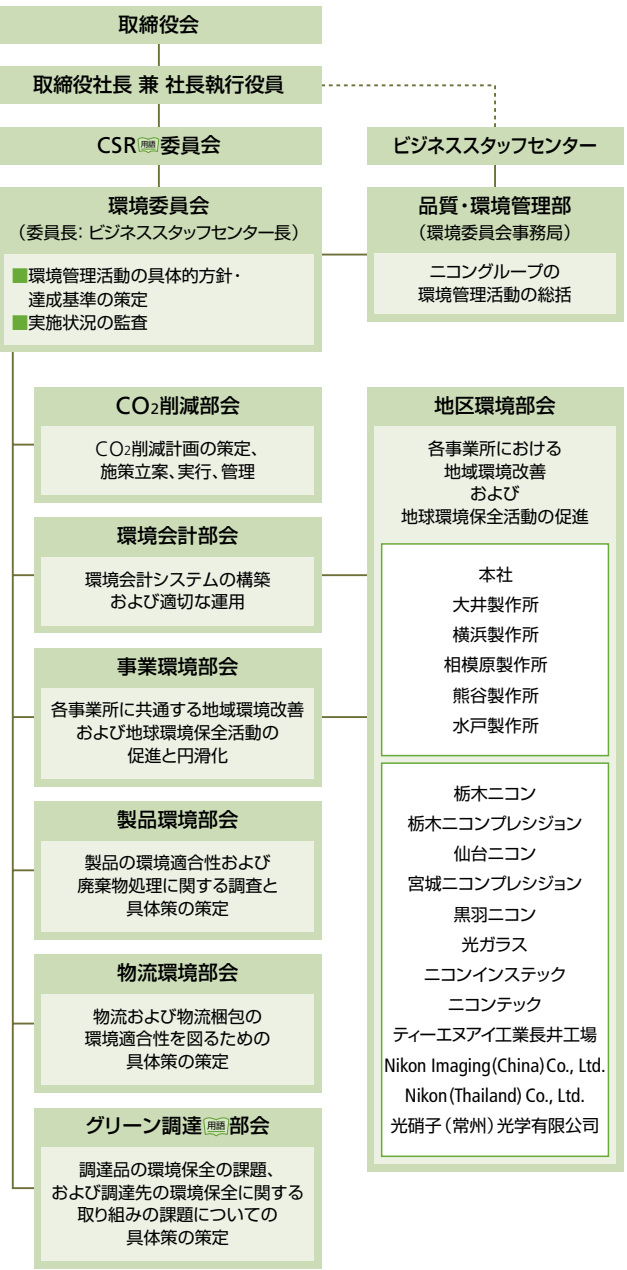 取締役会
取締役社長 兼 社長執行役員
CSR用語委員会
ビジネススタッフセンター
環境委員会
（委員長: ビジネススタッフセンター長）
■環境管理活動の具体的方針・
達成基準の策定
■実施状況の監査
品質・環境管理部
（環境委員会事務局）
ニコングループの
環境管理活動の総括
CO2削減部会
CO2削減計画の策定、
施策立案、実行、管理
環境会計部会
環境会計システムの構築
および適切な運用
事業環境部会
各事業所に共通する地域環境改善
および地球環境保全活動の
促進と円滑化
製品環境部会
製品の環境適合性および
廃棄物処理に関する調査と
具体策の策定
物流環境部会
物流および物流梱包の
環境適合性を図るための
具体策の策定
グリーン調達用語部会
調達品の環境保全の課題、
および調達先の環境保全に関する
取り組みの課題についての
具体策の策定
地区環境部会
各事業所における
地域環境改善
および
地球環境保全活動の促進
本社
大井製作所
横浜製作所
相模原製作所
熊谷製作所
水戸製作所
栃木ニコン
栃木ニコンプレシジョン
仙台ニコン
宮城ニコンプレシジョン
黒羽ニコン
光ガラス
ニコンインステック
ニコンテック
ティーエヌアイ工業長井工場
Nikon Imaging(China)Co., Ltd.
Nikon(Thailand) Co., Ltd.
光硝子（常州）光学有限公司